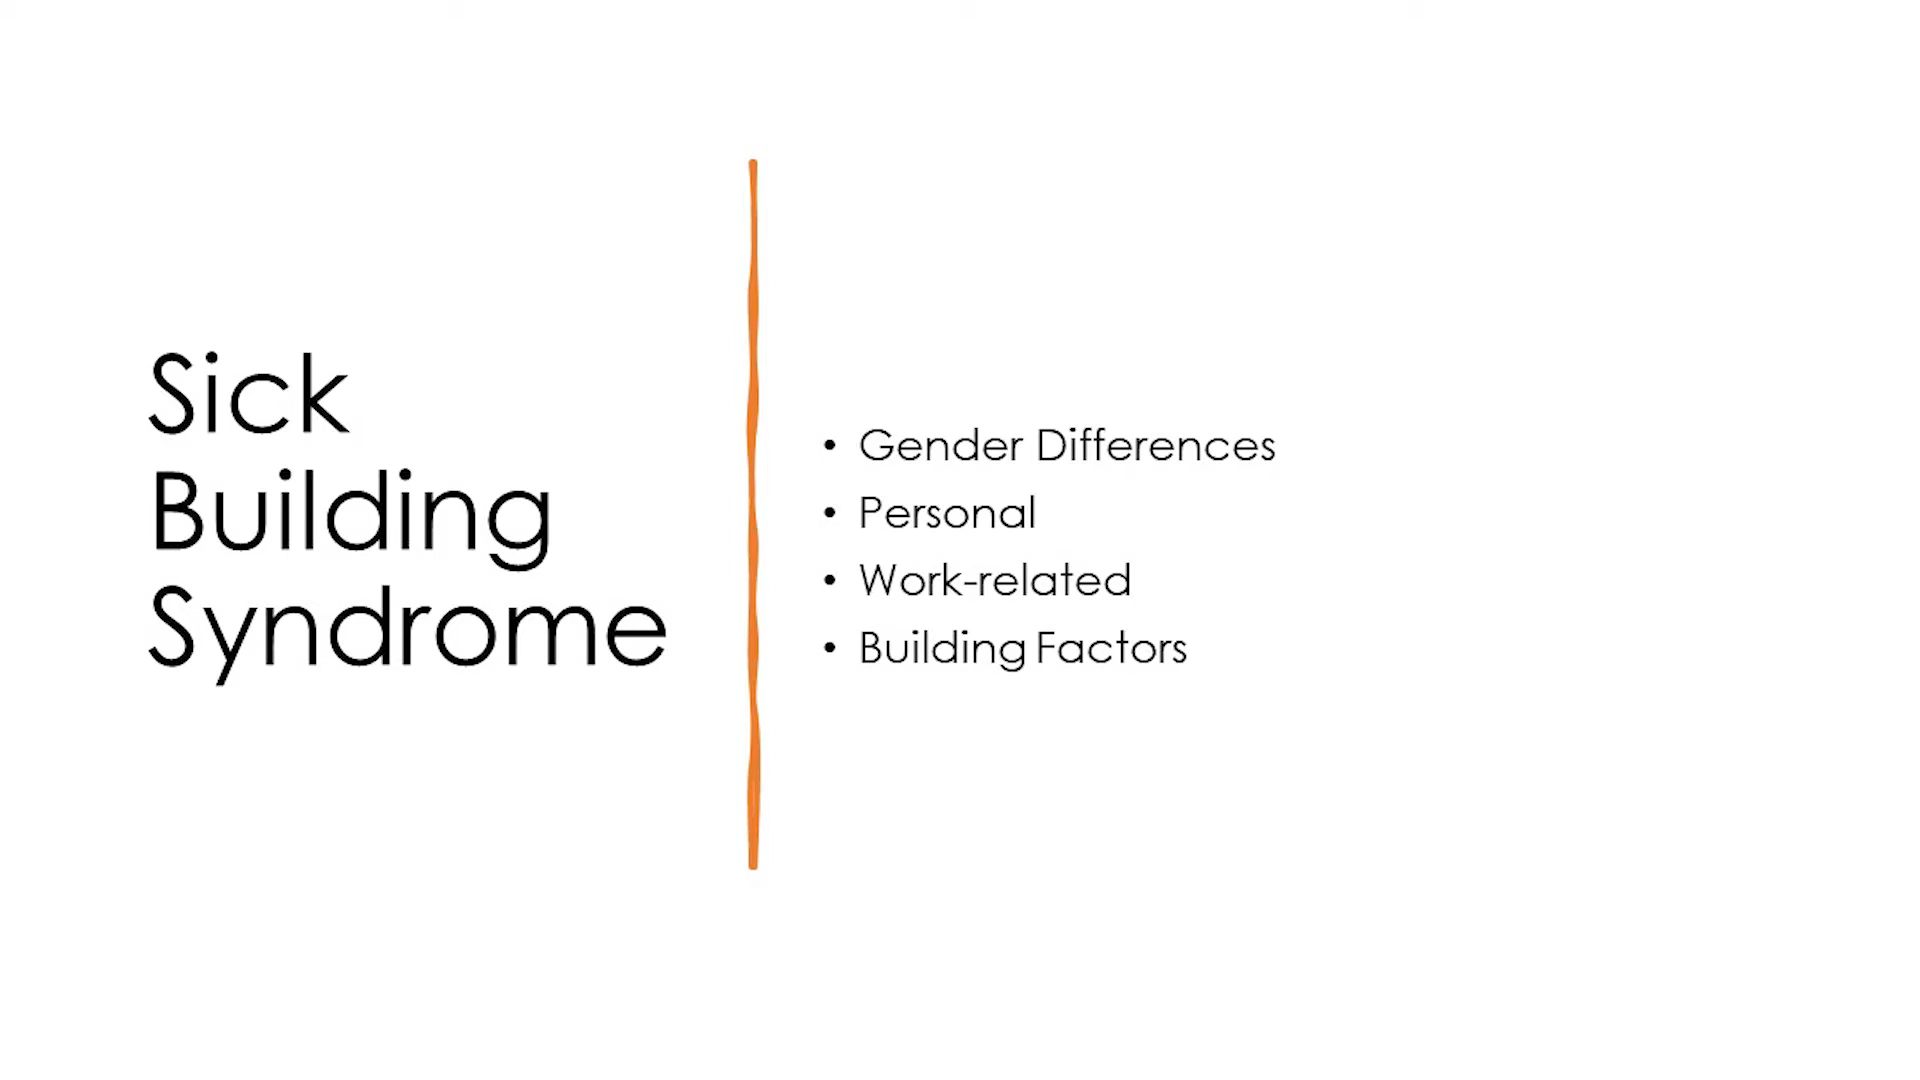 Sick
Building
Syndrome
• Gender Differences
• Personal
• Work-related
• Building Factors